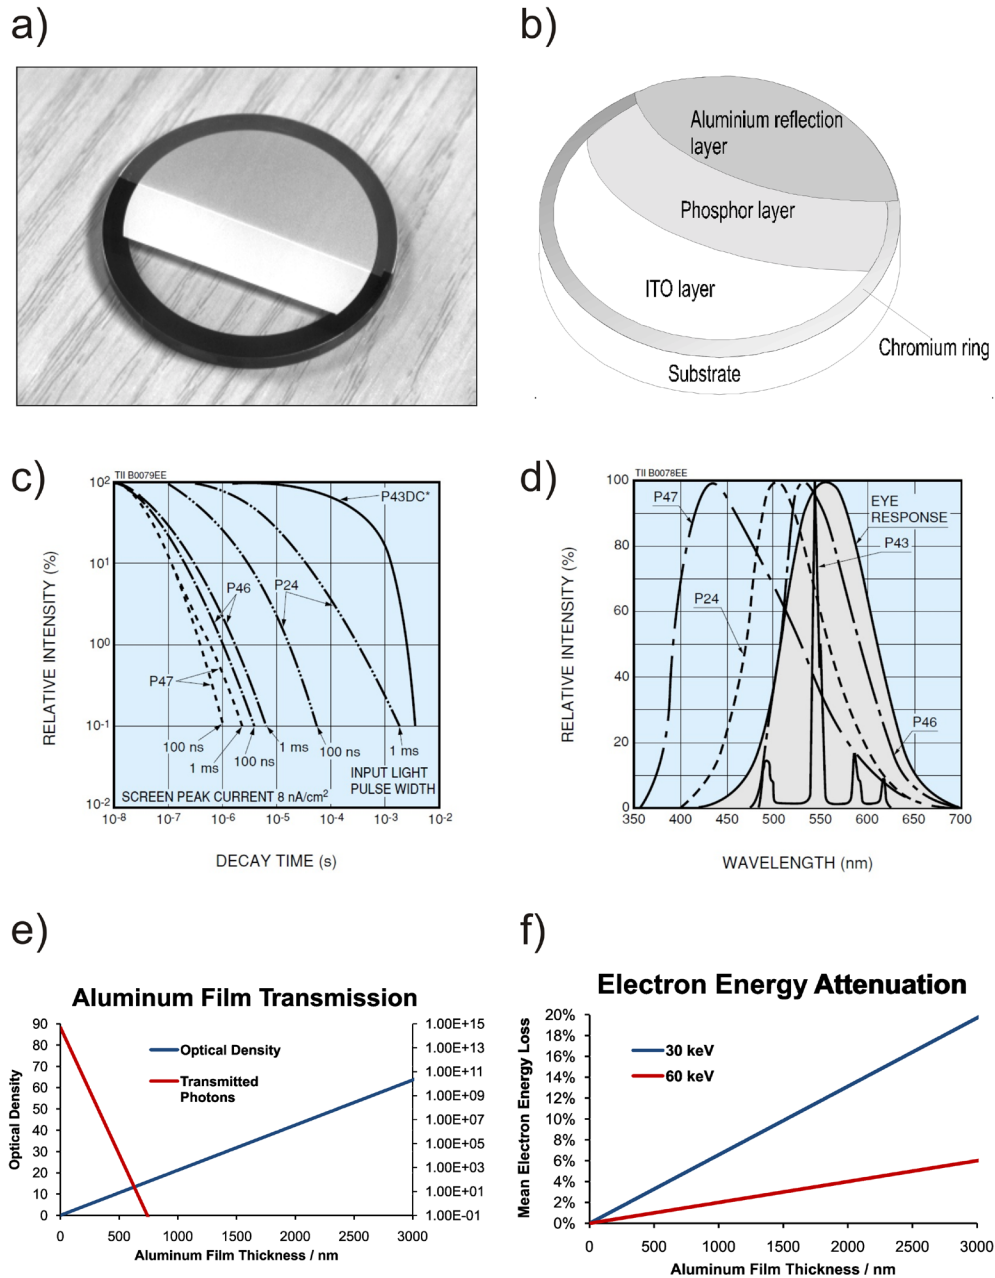 a)
b)
Aluminium reflection
layer
Phosphor layer
ITO layer
Chromium ring
Substrate
c)
TII B0079EE
10²
10¹
10⁰
10⁻¹
10⁻²
RELATIVE INTENSITY (%)
P43DC*
P46
P24
P47
100 ns
1 ms
100 ns
1 ms
100 ns
1 ms
INPUT LIGHT
PULSE WIDTH
SCREEN PEAK CURRENT 8 nA/cm²
10⁻⁸ 10⁻⁷ 10⁻⁶ 10⁻⁵ 10⁻⁴ 10⁻³ 10⁻²
DECAY TIME (s)
d)
TII B0078EE
100
80
60
40
20
0
RELATIVE INTENSITY (%)
P47
EYE
RESPONSE
P43
P24
P46
350 400 450 500 550 600 650 700
WAVELENGTH (nm)
e)
Aluminum Film Transmission
90
80
70
60
50
40
30
20
10
0
Optical Density
Optical Density
Transmitted
Photons
1.00E+15
1.00E+13
1.00E+11
1.00E+09
1.00E+07
1.00E+05
1.00E+03
1.00E+01
1.00E-01
0 500 1000 1500 2000 2500 3000
Aluminum Film Thickness / nm
f)
Electron Energy Attenuation
20%
18%
16%
14%
12%
10%
8%
6%
4%
2%
0%
Mean Electron Energy Loss
30 keV
60 keV
0 500 1000 1500 2000 2500 3000
Aluminum Film Thickness / nm